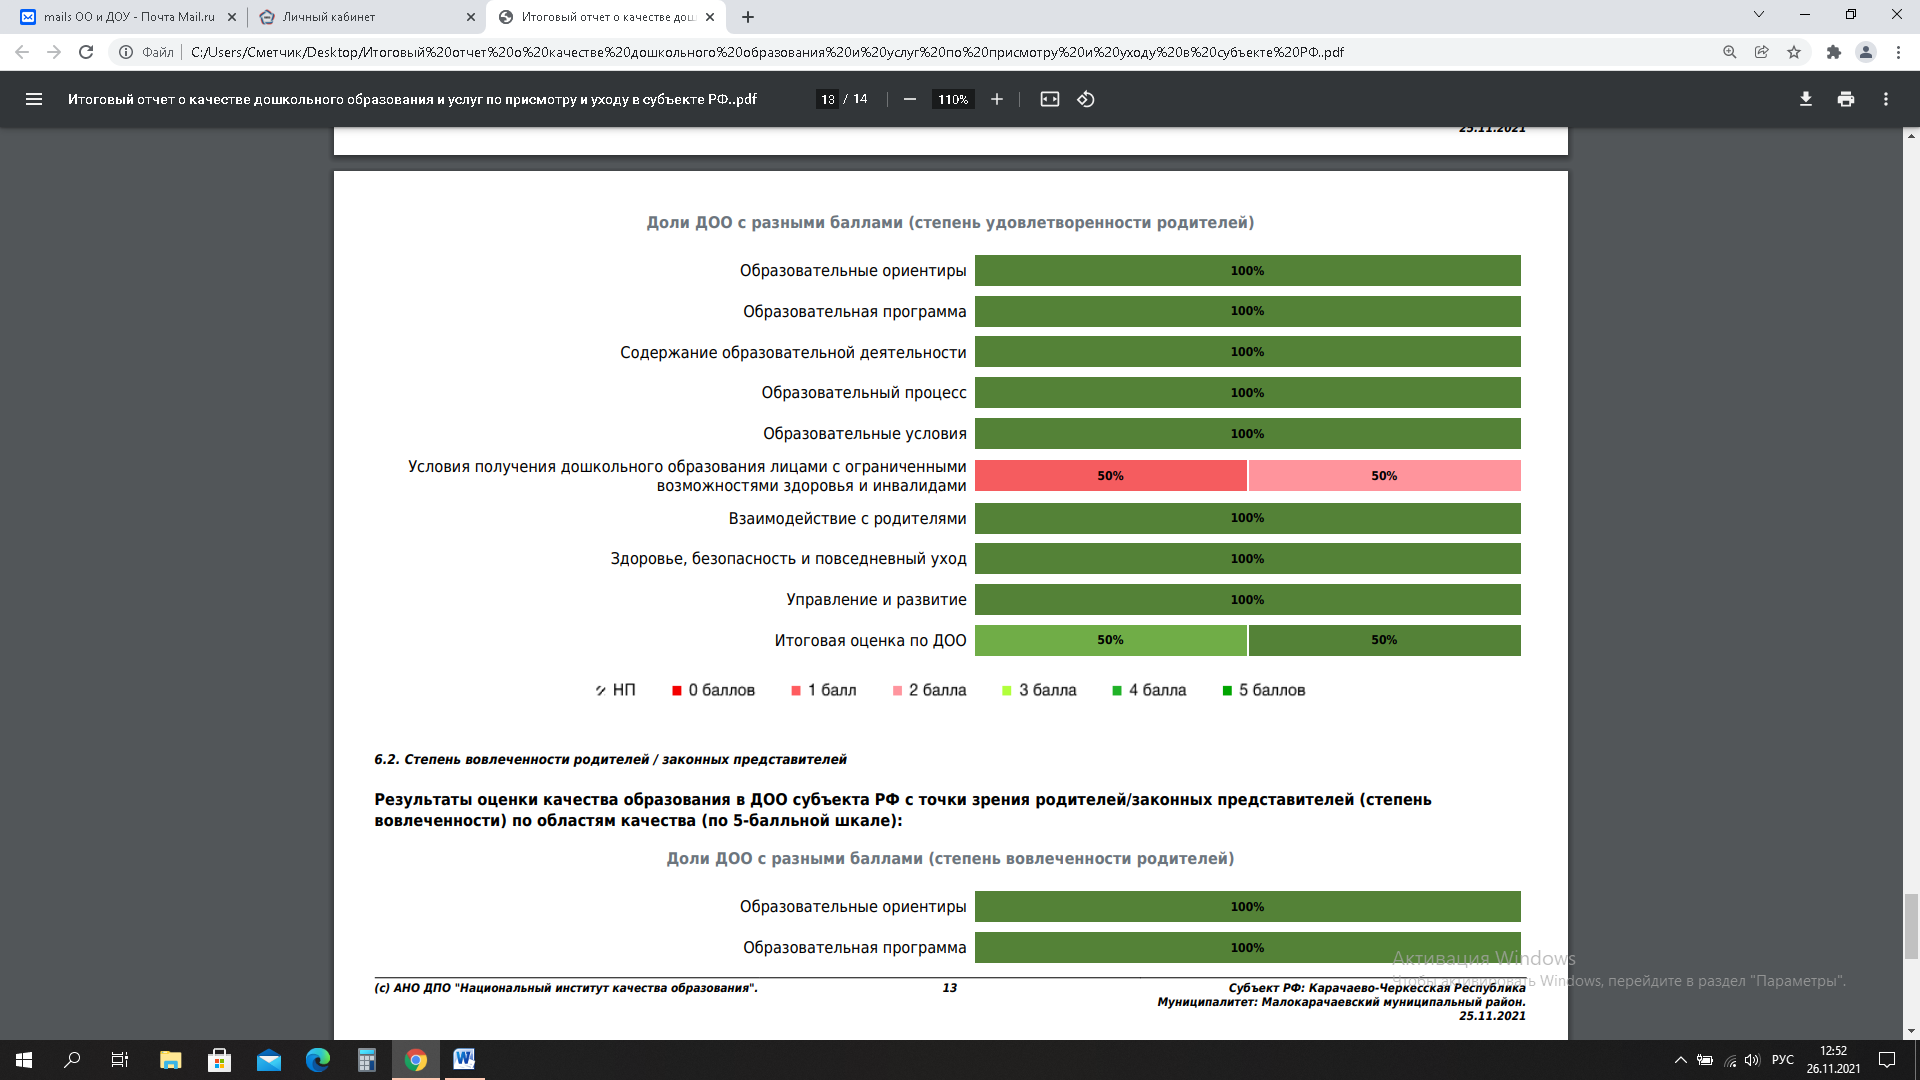 mails ОО и ДОУ - Почта Mail.ru
Личный кабинет
Итоговый отчет о качестве дош
Файл
C:/Users/Сметчик/Desktop/Итоговый%20отчет%20о%20качестве%20дошкольного%20образования%20и%20услуг%20по%20присмотру%20и%20уходу%20в%20субъекте%20РФ..pdf
Итоговый отчет о качестве дошкольного образования и услуг по присмотру и уходу в субъекте РФ..pdf
13 / 14
110%
25.11.2021
Доли ДОО с разными баллами (степень удовлетворенности родителей)
Образовательные ориентиры 100%
Образовательная программа 100%
Содержание образовательной деятельности 100%
Образовательный процесс 100%
Образовательные условия 100%
Условия получения дошкольного образования лицами с ограниченными
возможностями здоровья и инвалидами
50% 50%
Взаимодействие с родителями 100%
Здоровье, безопасность и повседневный уход 100%
Управление и развитие 100%
Итоговая оценка по ДОО 50% 50%
НП 0 баллов 1 балл 2 балла 3 балла 4 балла 5 баллов
6.2. Степень вовлеченности родителей / законных представителей
Результаты оценки качества образования в ДОО субъекта РФ с точки зрения родителей/законных представителей (степень
вовлеченности) по областям качества (по 5-балльной шкале):
Доли ДОО с разными баллами (степень вовлеченности родителей)
Образовательные ориентиры 100%
Образовательная программа 100%
Активация Windows
Чтобы активировать Windows, перейдите в раздел "Параметры".
(с) АНО ДПО "Национальный институт качества образования".
13
Субъект РФ: Карачаево-Черкесская Республика
Муниципалитет: Малокарачаевский муниципальный район.
25.11.2021
РУС
12:52
26.11.2021